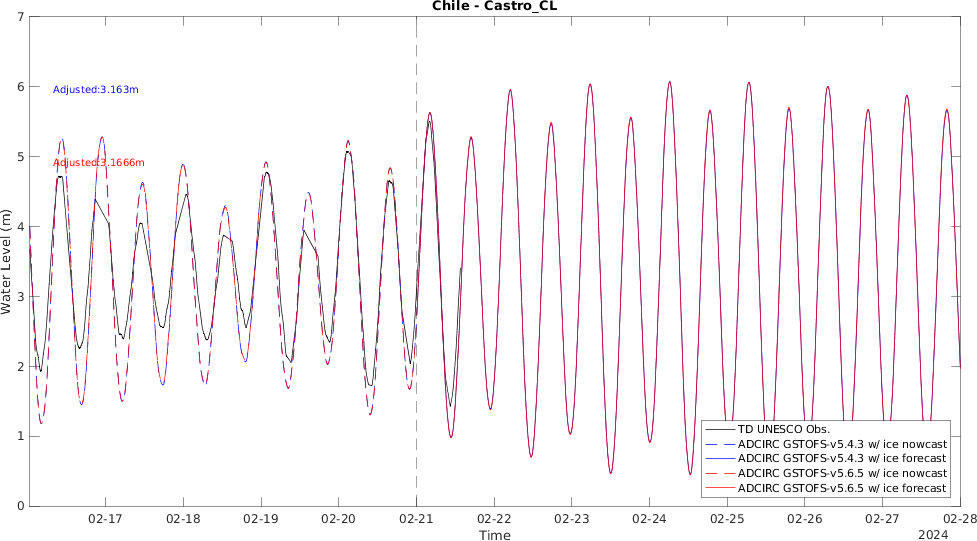 Chile - Castro_CL
7
6
5
4
3
2
1
0
Water Level (m)
Adjusted:3.163m
Adjusted:3.1666m
TD UNESCO Obs.
ADCIRC GSTOFS-v5.4.3 w/ ice nowcast
ADCIRC GSTOFS-v5.4.3 w/ ice forecast
ADCIRC GSTOFS-v5.6.5 w/ ice nowcast
ADCIRC GSTOFS-v5.6.5 w/ ice forecast
02-17 02-18 02-19 02-20 02-21 02-22 02-23 02-24 02-25 02-26 02-27 02-28
Time
2024